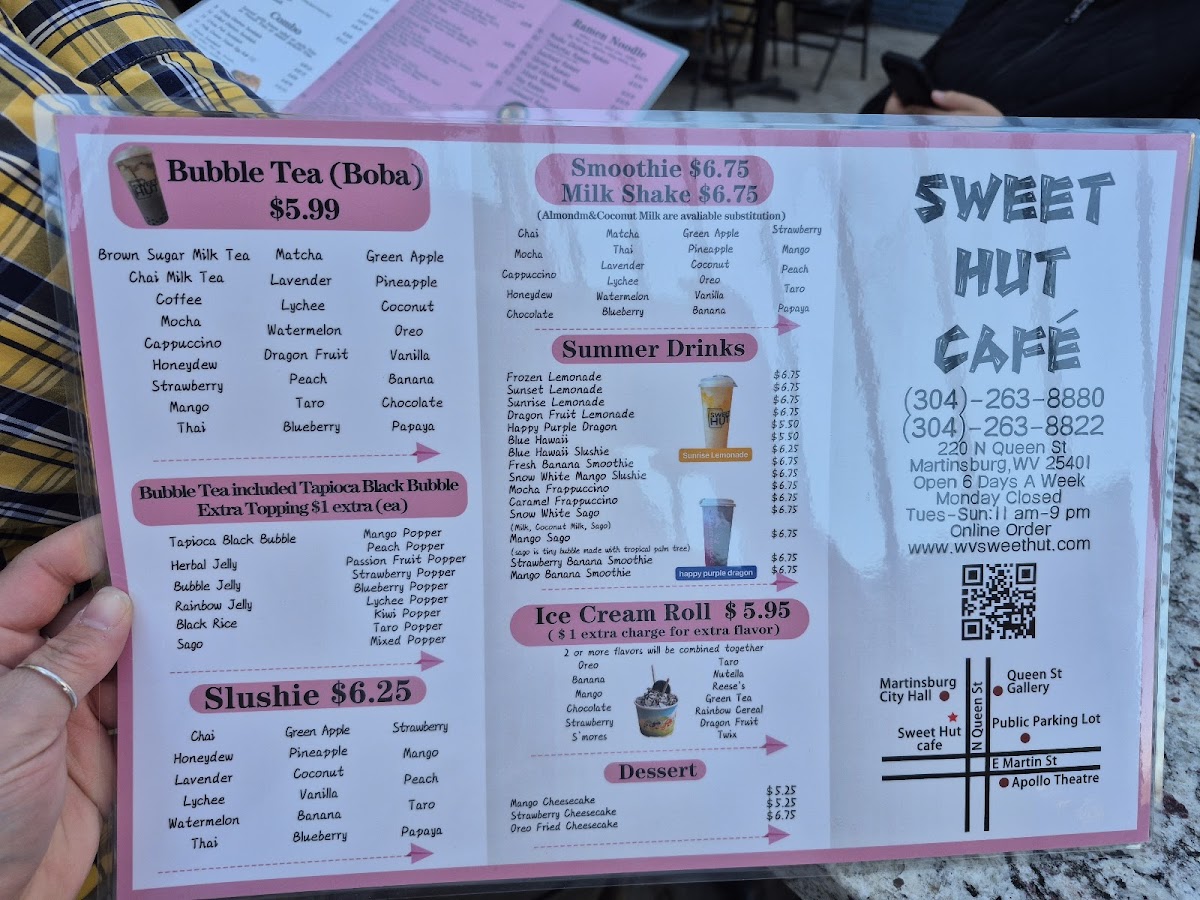 Combo
Ramen Noodle
Bubble Tea (Boba)
$5.99
Brown Sugar Milk Tea
Chai Milk Tea
Coffee
Mocha
Cappuccino
Honeydew
Strawberry
Mango
Thai
Matcha
Lavender
Lychee
Watermelon
Dragon Fruit
Peach
Taro
Blueberry
Green Apple
Pineapple
Coconut
Oreo
Vanilla
Banana
Chocolate
Papaya
Bubble Tea included Tapioca Black Bubble
Extra Topping $1 extra (ea)
Tapioca Black Bubble
Herbal Jelly
Bubble Jelly
Rainbow Jelly
Black Rice
Sago
Mango Popper
Peach Popper
Passion Fruit Popper
Strawberry Popper
Blueberry Popper
Lychee Popper
Kiwi Popper
Taro Popper
Mixed Popper
Slushie $6.25
Chai
Honeydew
Lavender
Lychee
Watermelon
Thai
Green Apple
Pineapple
Coconut
Vanilla
Banana
Blueberry
Strawberry
Mango
Peach
Taro
Papaya
Smoothie $6.75
Milk Shake $6.75
(Almondm&Coconut Milk are avaliable substitution)
Chai
Mocha
Cappuccino
Honeydew
Chocolate
Matcha
Thai
Lavender
Lychee
Watermelon
Blueberry
Green Apple
Pineapple
Coconut
Oreo
Vanilla
Banana
Strawberry
Mango
Peach
Taro
Papaya
Summer Drinks
Frozen Lemonade $6.75
Sunset Lemonade $6.75
Sunrise Lemonade $6.75
Dragon Fruit Lemonade $6.75
Happy Purple Dragon $5.50
Blue Hawaii $5.50
Blue Hawaii Slushie $6.25
Fresh Banana Smoothie $6.75
Snow White Mango Slushie $6.75
Mocha Frappuccino $6.75
Caramel Frappuccino $6.75
Snow White Sago $6.75
(Milk, Coconut Milk, Sago)
Mango Sago $6.75
(sago is tiny bubble made with tropical palm tree)
Strawberry Banana Smoothie $6.75
Mango Banana Smoothie $6.75
SWEET HUT
Sunrise Lemonade
happy purple dragon
Ice Cream Roll $5.95
($1 extra charge for extra flavor)
2 or more flavors will be combined together
Oreo
Banana
Mango
Chocolate
Strawberry
S'mores
Taro
Nutella
Reese's
Green Tea
Rainbow Cereal
Dragon Fruit
Twix
Dessert
Mango Cheesecake $5.25
Strawberry Cheesecake $5.25
Oreo Fried Cheesecake $6.75
SWEET
HUT
CAFÉ
(304)-263-8880
(304)-263-8822
220 N Queen St
Martinsburg,WV 25401
Open 6 Days A Week
Monday Closed
Tues-Sun:11 am-9 pm
Online Order
www.wvsweethut.com
Martinsburg
City Hall
Queen St
Gallery
Sweet Hut
cafe
N Queen St
Public Parking Lot
E Martin St
Apollo Theatre